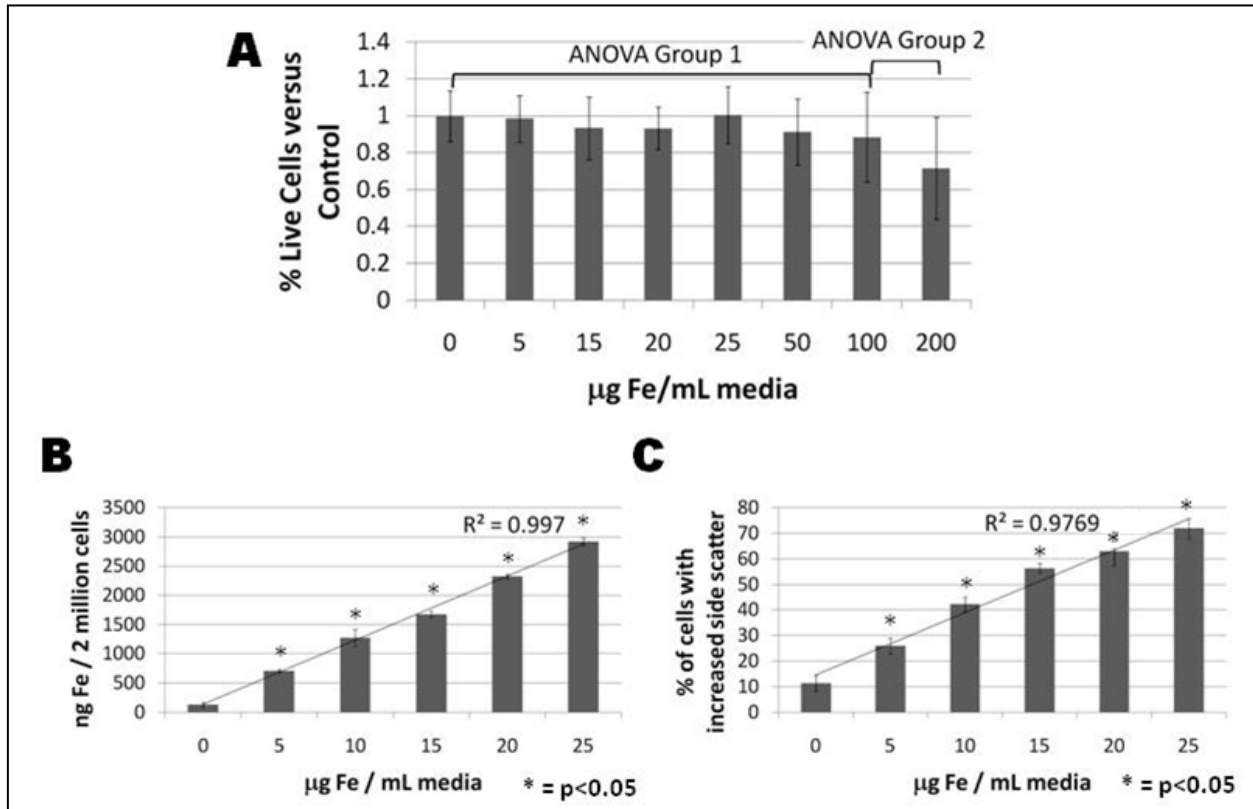 A
ANOVA Group 1
ANOVA Group 2
% Live Cells versus
Control
1.4
1.2
1
0.8
0.6
0.4
0.2
0
0 5 15 20 25 50 100 200
µg Fe/mL media
B
ng Fe / 2 million cells
3500
3000
2500
2000
1500
1000
500
0
R² = 0.997
* * * * *
0 5 10 15 20 25
µg Fe / mL media * = p<0.05
C
% of cells with
increased side scatter
80
70
60
50
40
30
20
10
0
R² = 0.9769
* * * * *
0 5 10 15 20 25
µg Fe / mL media * = p<0.05